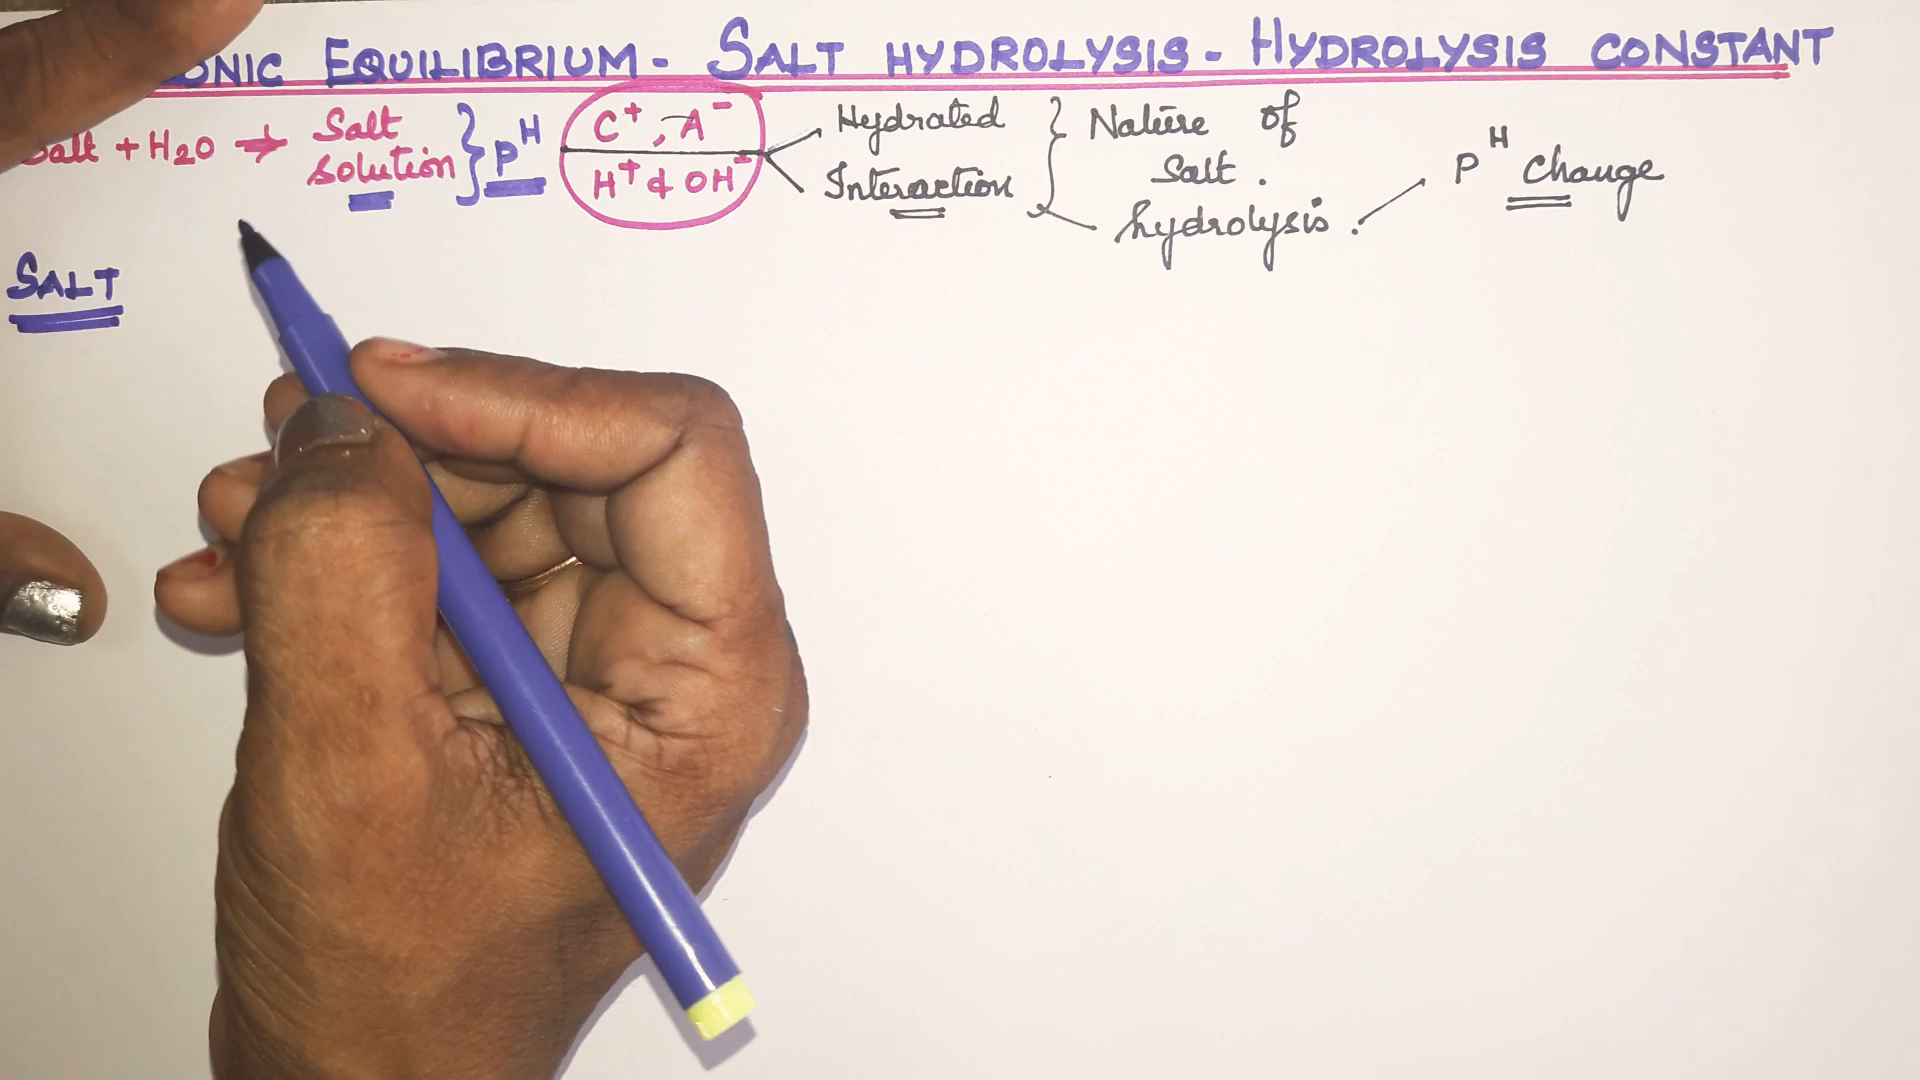 ONIC EQUILIBRIUM - SALT HYDROLYSIS - HYDROLYSIS CONSTANT
Salt + H2O → Salt solution } pH
C+, A-
H+ & OH-
Hydrated
Interaction
} Nature of
Salt.
hydrolysis.
pH Change
SALT